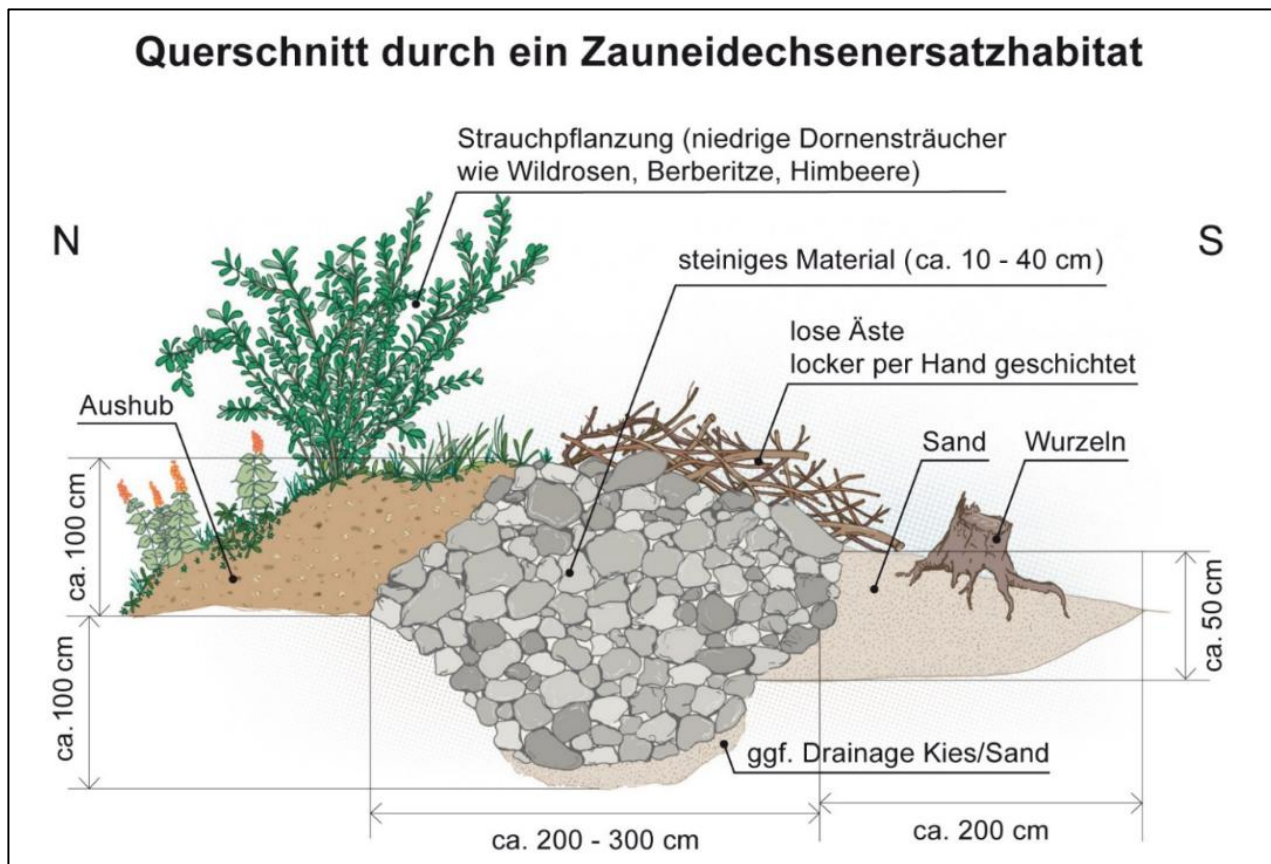 Querschnitt durch ein Zauneidechsenersatzhabitat
Strauchpflanzung (niedrige Dornensträucher
wie Wildrosen, Berberitze, Himbeere)
N
S
steiniges Material (ca. 10 - 40 cm)
lose Äste
locker per Hand geschichtet
Aushub
Sand
Wurzeln
ca. 100 cm
ca. 50 cm
ca. 100 cm
ggf. Drainage Kies/Sand
ca. 200 - 300 cm
ca. 200 cm